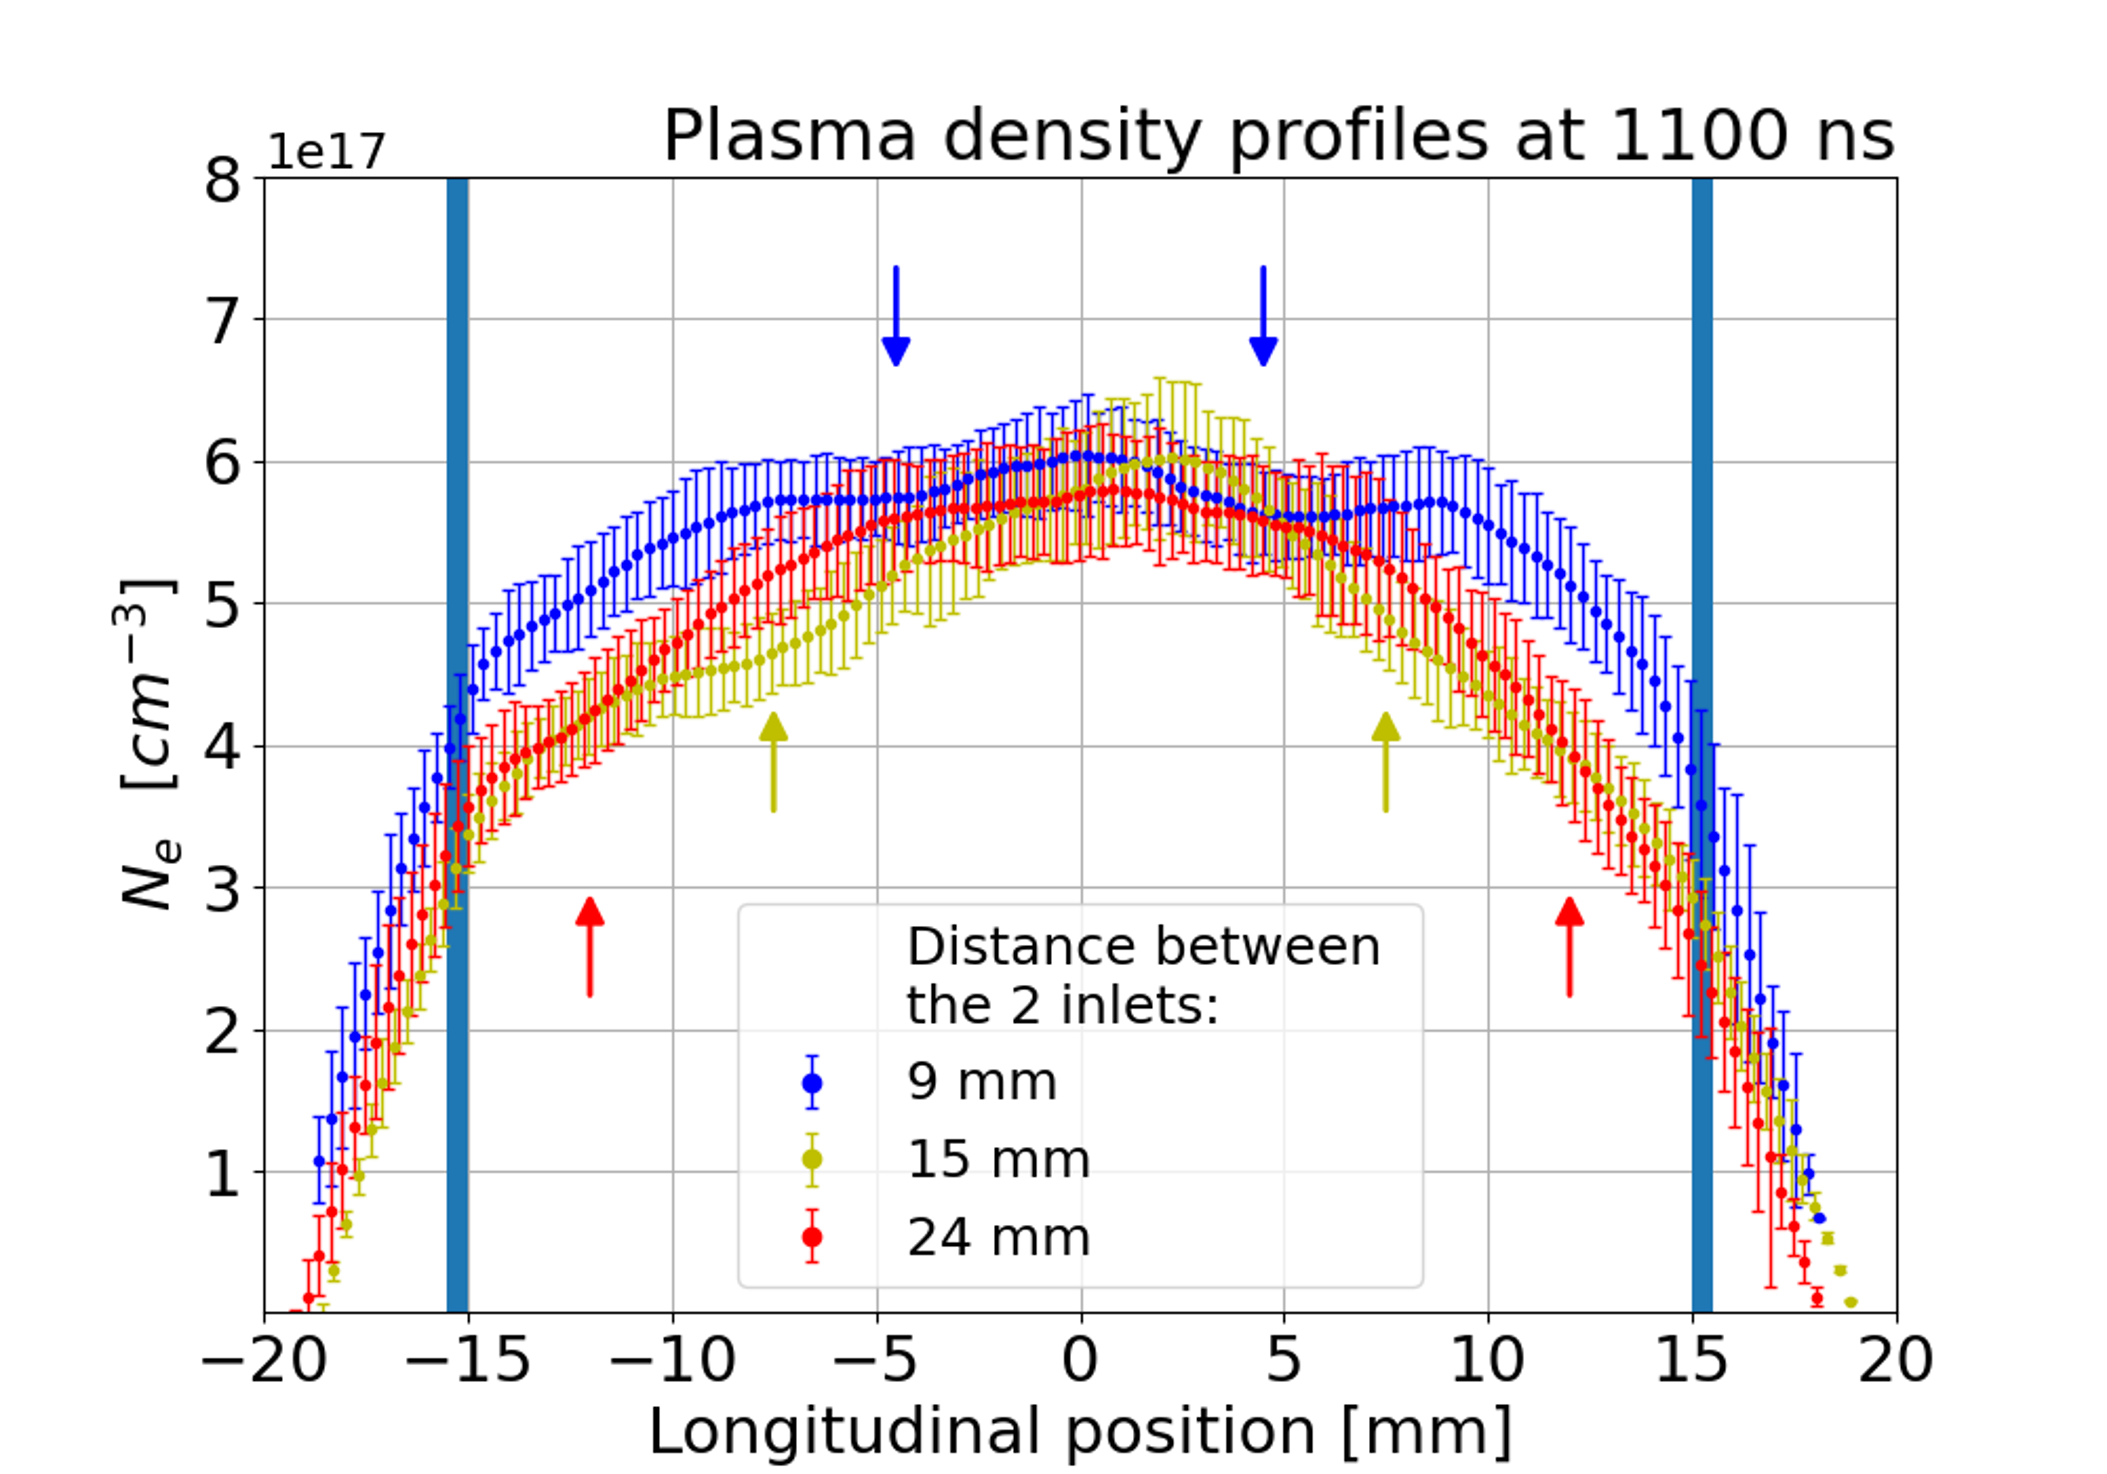 Plasma density profiles at 1100 ns
1e17
8
7
6
5
4
3
2
1
N_e [cm^{-3}]
Distance between
the 2 inlets:
9 mm
15 mm
24 mm
−20 −15 −10 −5 0 5 10 15 20
Longitudinal position [mm]